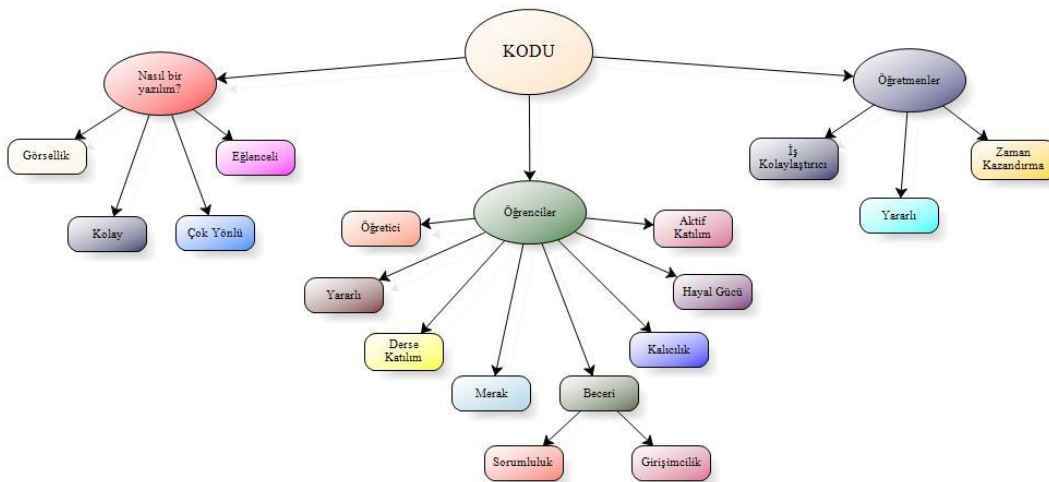 KODU
Nasıl bir
yazılım?
Öğretmenler
Görsellik
Eğlenceli
İş
Kolaylaştırıcı
Zaman
Kazandırma
Kolay
Çok Yönlü
Yararlı
Öğrenciler
Öğretici
Aktif
Katılım
Yararlı
Hayal Gücü
Derse
Katılım
Kalıcılık
Merak
Beceri
Sorumluluk
Girişimcilik